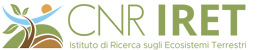 CNR IRET
Istituto di Ricerca sugli Ecosistemi Terrestri